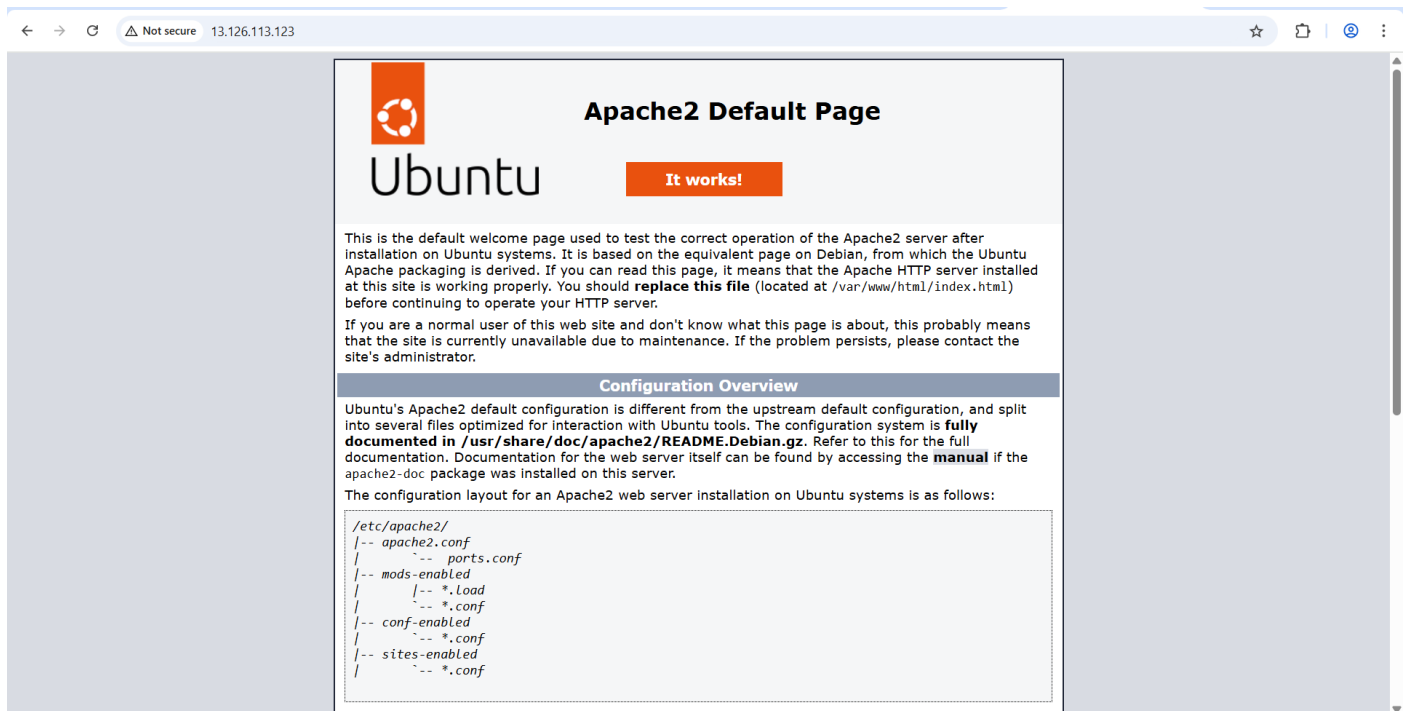 Not secure 13.126.113.123
Apache2 Default Page
Ubuntu
It works!
This is the default welcome page used to test the correct operation of the Apache2 server after
installation on Ubuntu systems. It is based on the equivalent page on Debian, from which the Ubuntu
Apache packaging is derived. If you can read this page, it means that the Apache HTTP server installed
at this site is working properly. You should replace this file (located at /var/www/html/index.html)
before continuing to operate your HTTP server.
If you are a normal user of this web site and don't know what this page is about, this probably means
that the site is currently unavailable due to maintenance. If the problem persists, please contact the
site's administrator.
Configuration Overview
Ubuntu's Apache2 default configuration is different from the upstream default configuration, and split
into several files optimized for interaction with Ubuntu tools. The configuration system is fully
documented in /usr/share/doc/apache2/README.Debian.gz. Refer to this for the full
documentation. Documentation for the web server itself can be found by accessing the manual if the
apache2-doc package was installed on this server.
The configuration layout for an Apache2 web server installation on Ubuntu systems is as follows:
/etc/apache2/
|-- apache2.conf
|       `--  ports.conf
|-- mods-enabled
|       |-- *.load
|       `-- *.conf
|-- conf-enabled
|       `-- *.conf
|-- sites-enabled
|       `-- *.conf